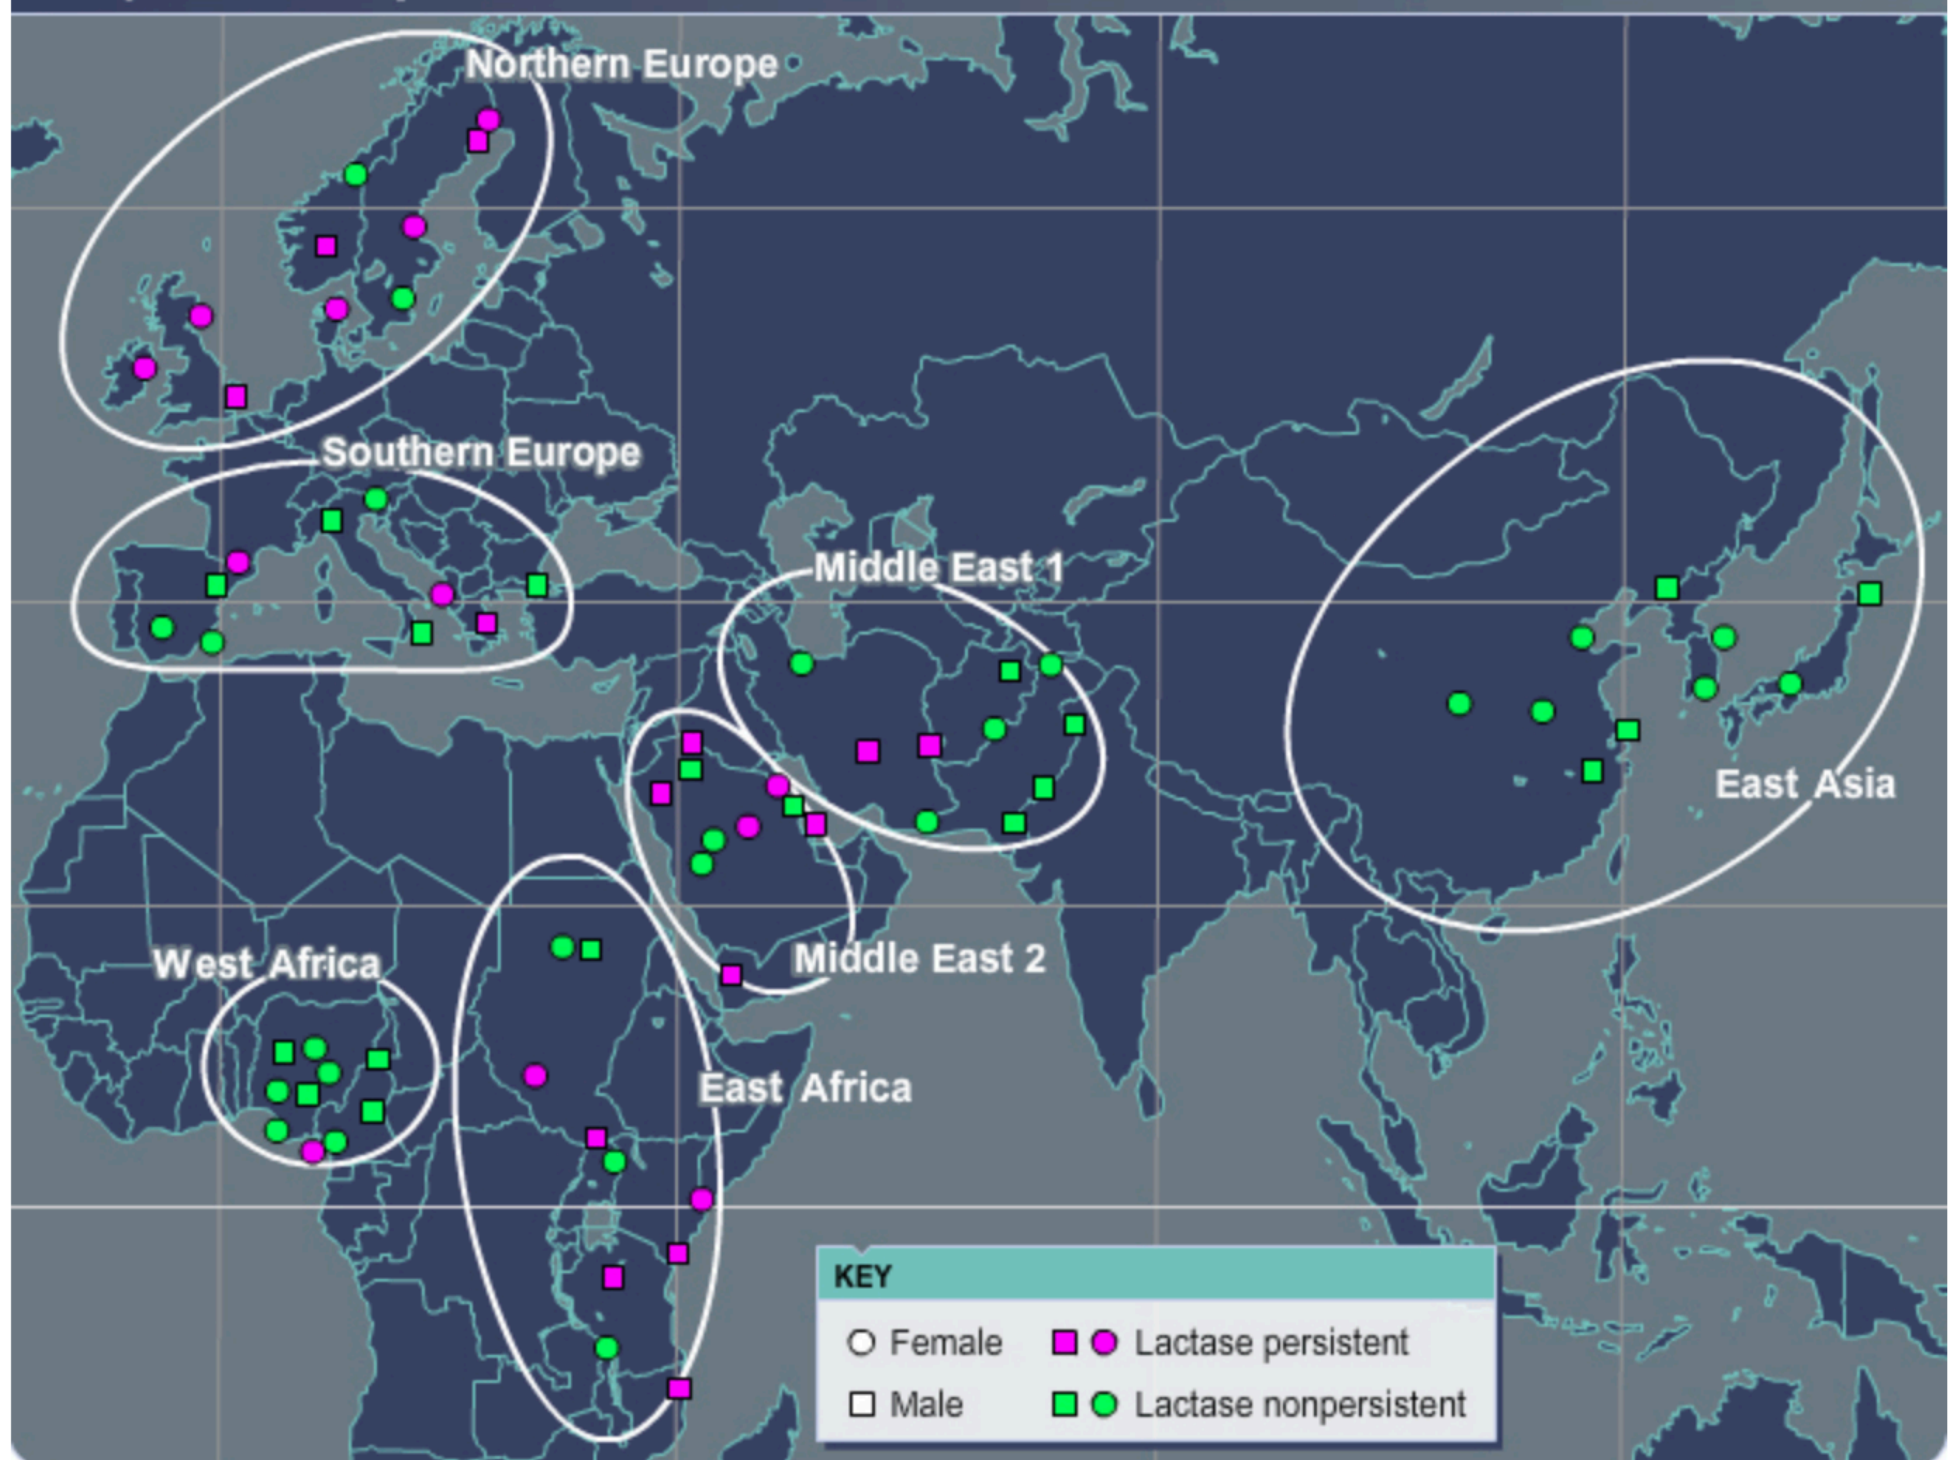 Northern Europe
Southern Europe
Middle East 1
East Asia
West Africa
Middle East 2
East Africa
KEY
Female
Lactase persistent
Male
Lactase nonpersistent